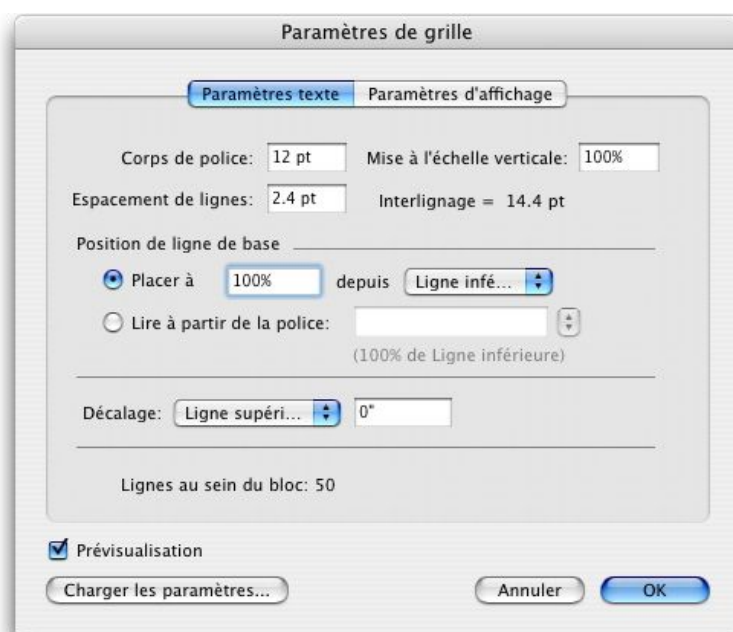 Paramètres de grille
Paramètres texte Paramètres d'affichage
Corps de police: 12 pt Mise à l'échelle verticale: 100%
Espacement de lignes: 2.4 pt Interlignage = 14.4 pt
Position de ligne de base
Placer à 100% depuis Ligne infé...
Lire à partir de la police:
(100% de Ligne inférieure)
Décalage: Ligne supéri... 0"
Lignes au sein du bloc: 50
Prévisualisation
Charger les paramètres... Annuler OK